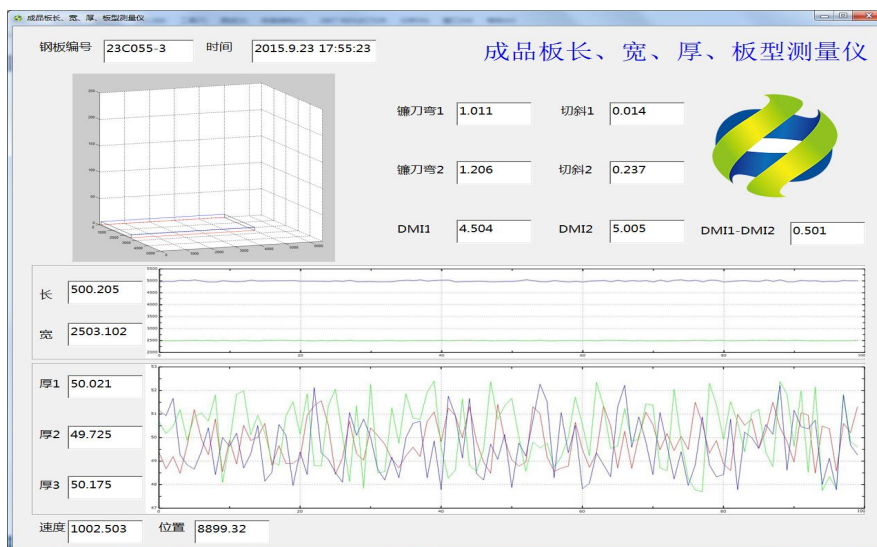 成品板长、宽、厚、板型测量仪
钢板编号 23C055-3 时间 2015.9.23 17:55:23
成品板长、宽、厚、板型测量仪
镰刀弯1 1.011 切斜1 0.014
镰刀弯2 1.206 切斜2 0.237
DMI1 4.504 DMI2 5.005 DMI1-DMI2 0.501
长 500.205
宽 2503.102
厚1 50.021
厚2 49.725
厚3 50.175
速度 1002.503 位置 8899.32